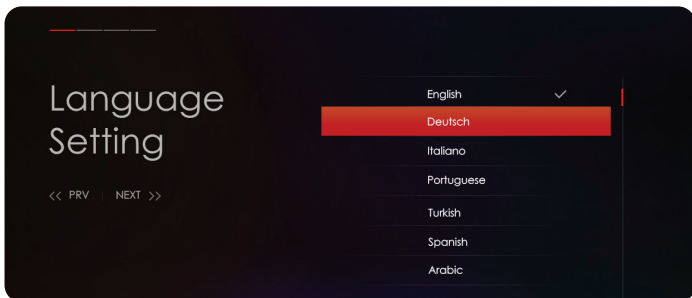 Language
Setting
<< PRV | NEXT >>
English
Deutsch
Italiano
Portuguese
Turkish
Spanish
Arabic